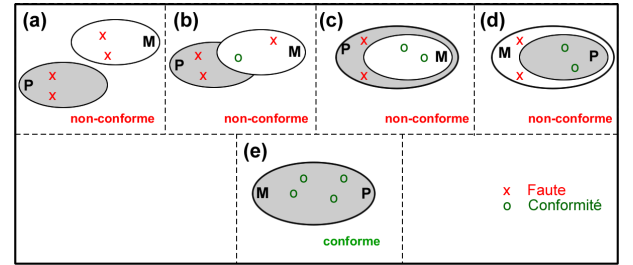 (a)
x
x
M
P
x
x
non-conforme
(b)
x
x
M
x
o
P
x
non-conforme
(c)
x
o
P
o
M
x
non-conforme
(d)
x
o
M
P
o
x
non-conforme
(e)
o
o
M
o
o
P
conforme
x Faute
o Conformité